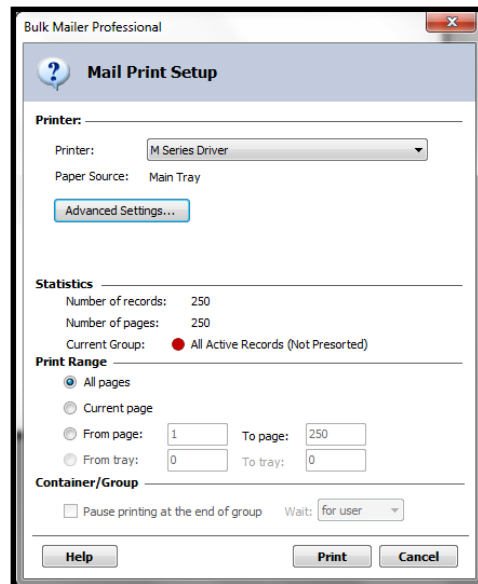 Bulk Mailer Professional
Mail Print Setup
Printer:
Printer: M Series Driver
Paper Source: Main Tray
Advanced Settings...
Statistics
Number of records: 250
Number of pages: 250
Current Group: All Active Records (Not Presorted)
Print Range
All pages
Current page
From page: 1 To page: 250
From tray: 0 To tray: 0
Container/Group
Pause printing at the end of group Wait: for user
Help Print Cancel